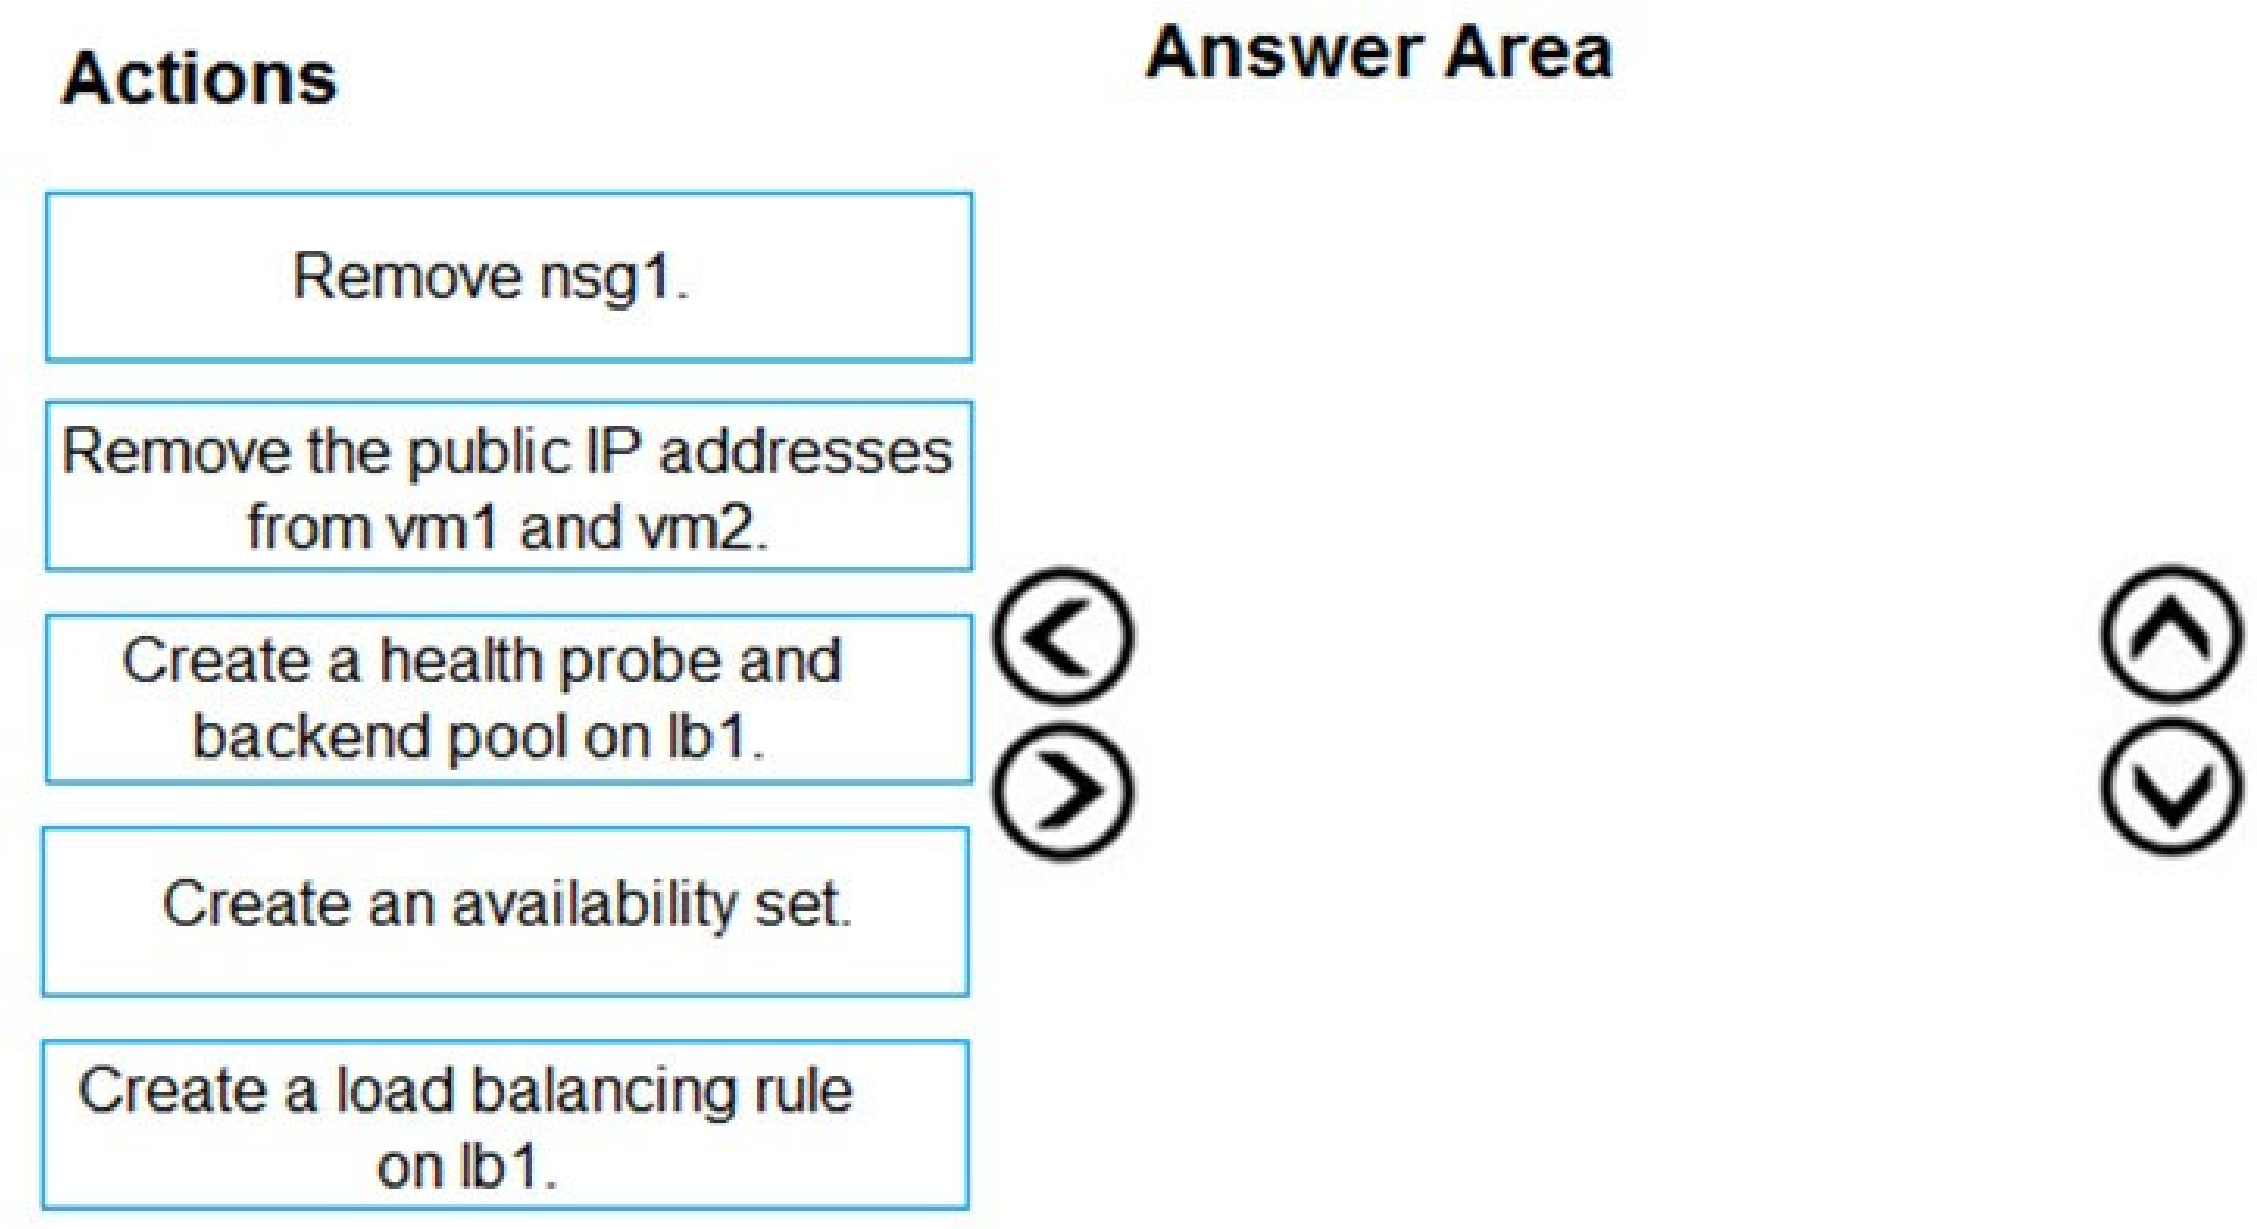 Actions
Answer Area
Remove nsg1.
Remove the public IP addresses
from vm1 and vm2.
Create a health probe and
backend pool on lb1.
Create an availability set.
Create a load balancing rule
on lb1.